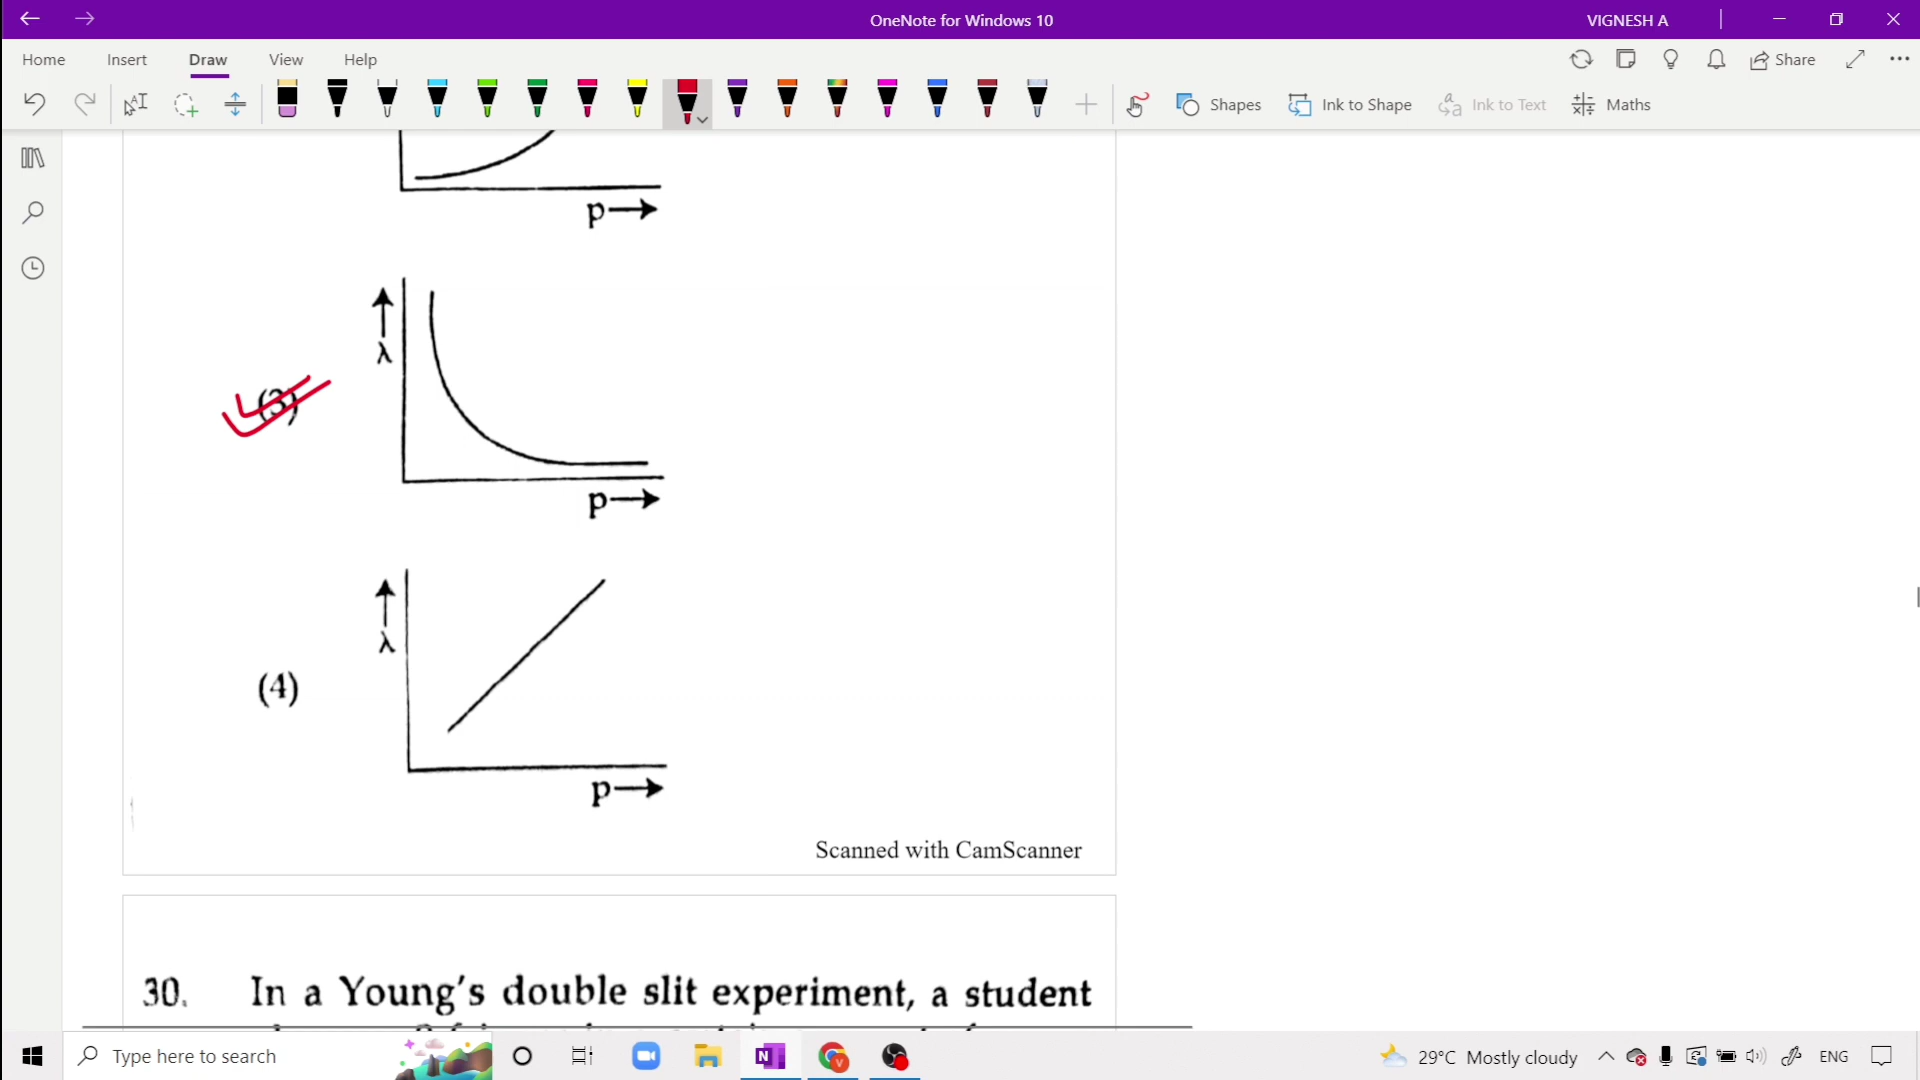 OneNote for Windows 10
VIGNESH A
Home Insert Draw View Help
Share
Shapes Ink to Shape Ink to Text Maths
p
λ
(3)
p
λ
(4)
p
Scanned with CamScanner
30. In a Young's double slit experiment, a student
Type here to search
29°C Mostly cloudy
ENG